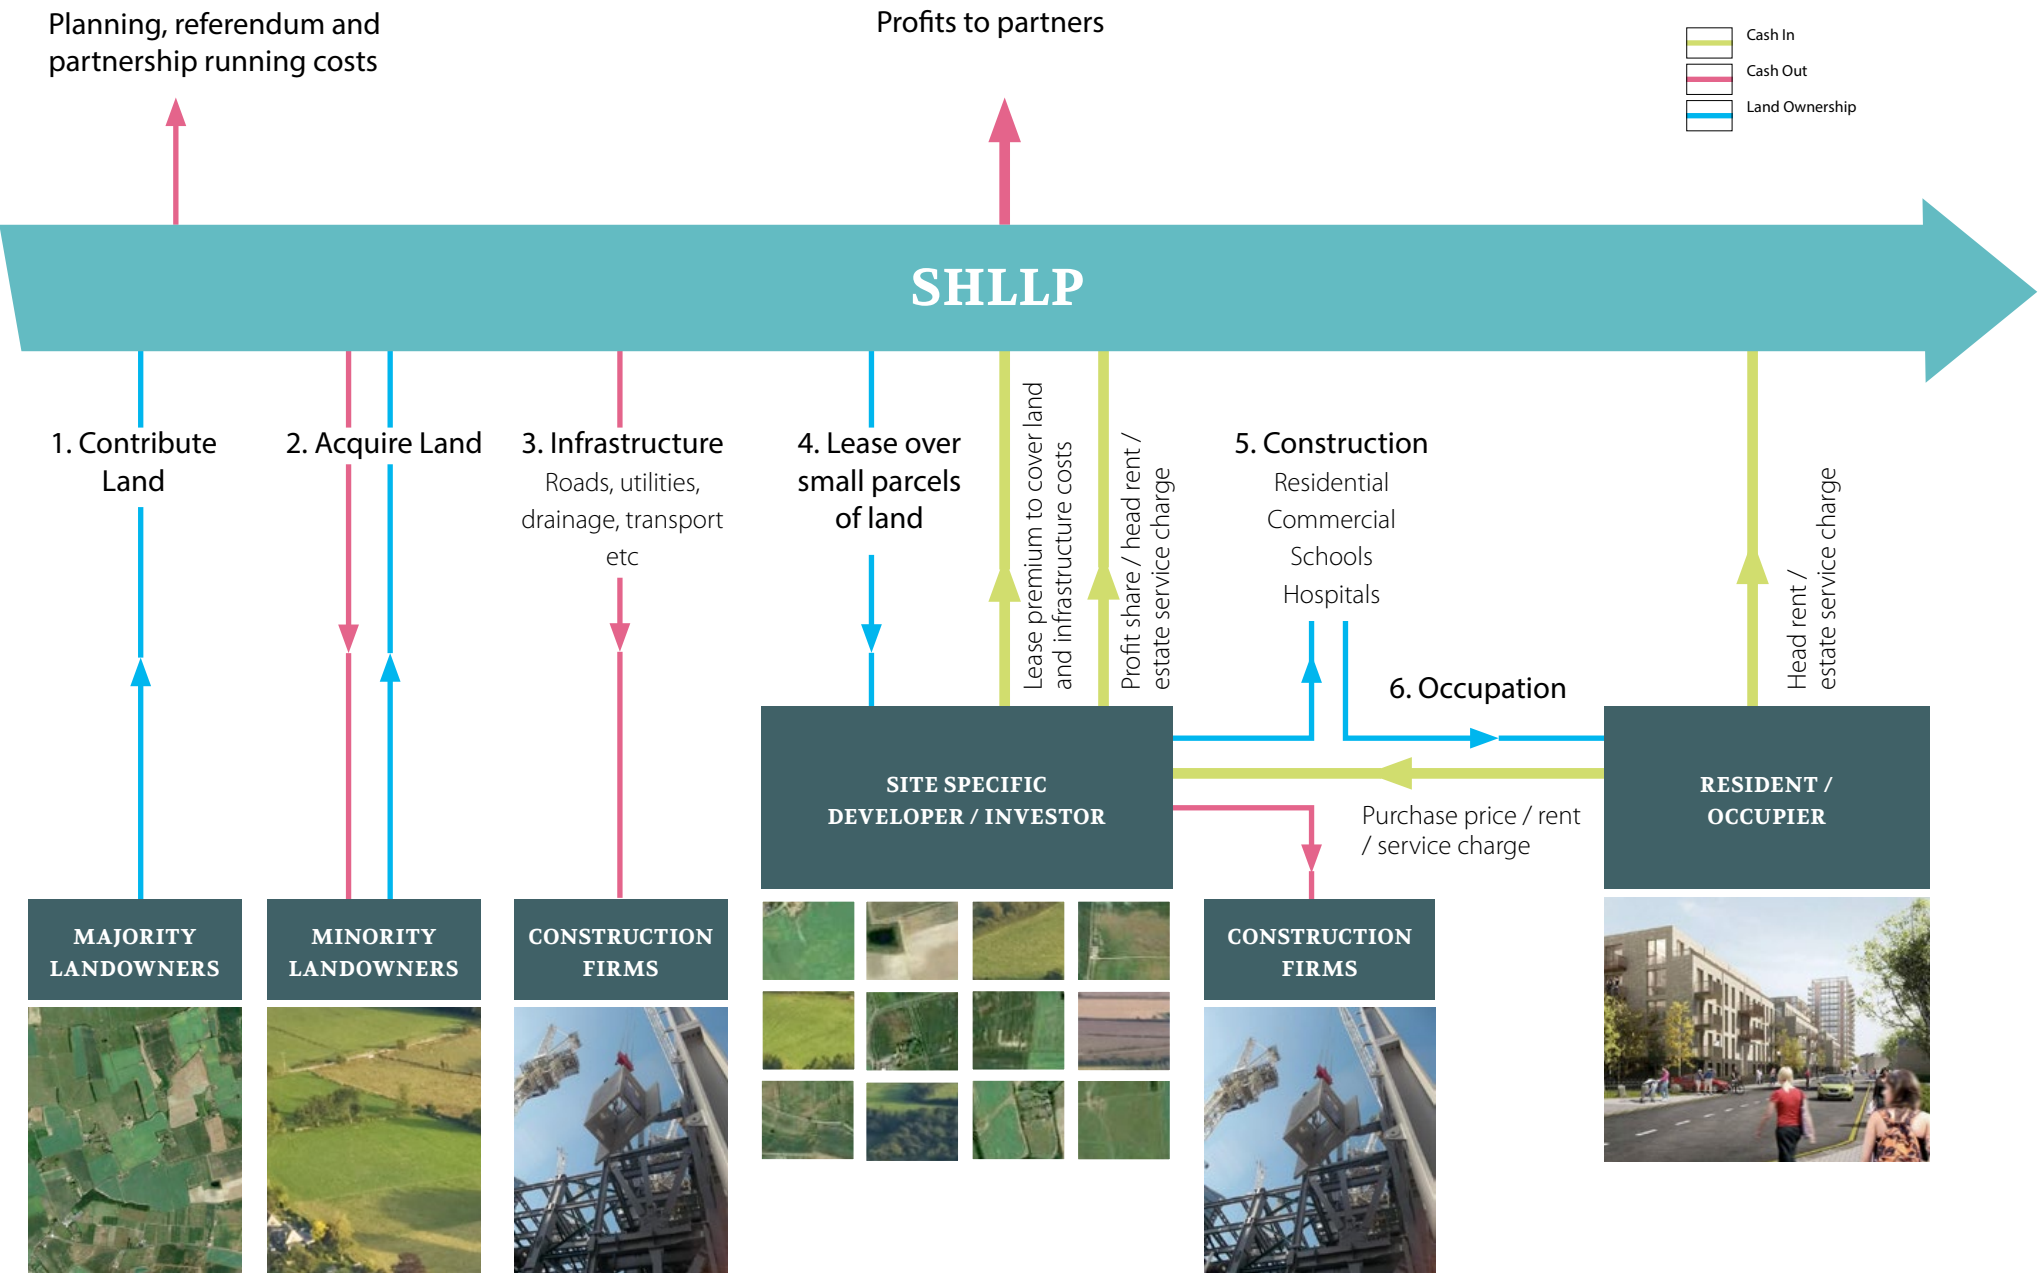 Planning, referendum and
partnership running costs
Profits to partners
Cash In
Cash Out
Land Ownership
SHLLP
1. Contribute
Land
2. Acquire Land
3. Infrastructure
Roads, utilities,
drainage, transport
etc
4. Lease over
small parcels
of land
Lease premium to cover land
and infrastructure costs
Profit share / head rent /
estate service charge
5. Construction
Residential
Commercial
Schools
Hospitals
6. Occupation
Head rent /
estate service charge
SITE SPECIFIC
DEVELOPER / INVESTOR
Purchase price / rent
/ service charge
RESIDENT /
OCCUPIER
MAJORITY
LANDOWNERS
MINORITY
LANDOWNERS
CONSTRUCTION
FIRMS
CONSTRUCTION
FIRMS